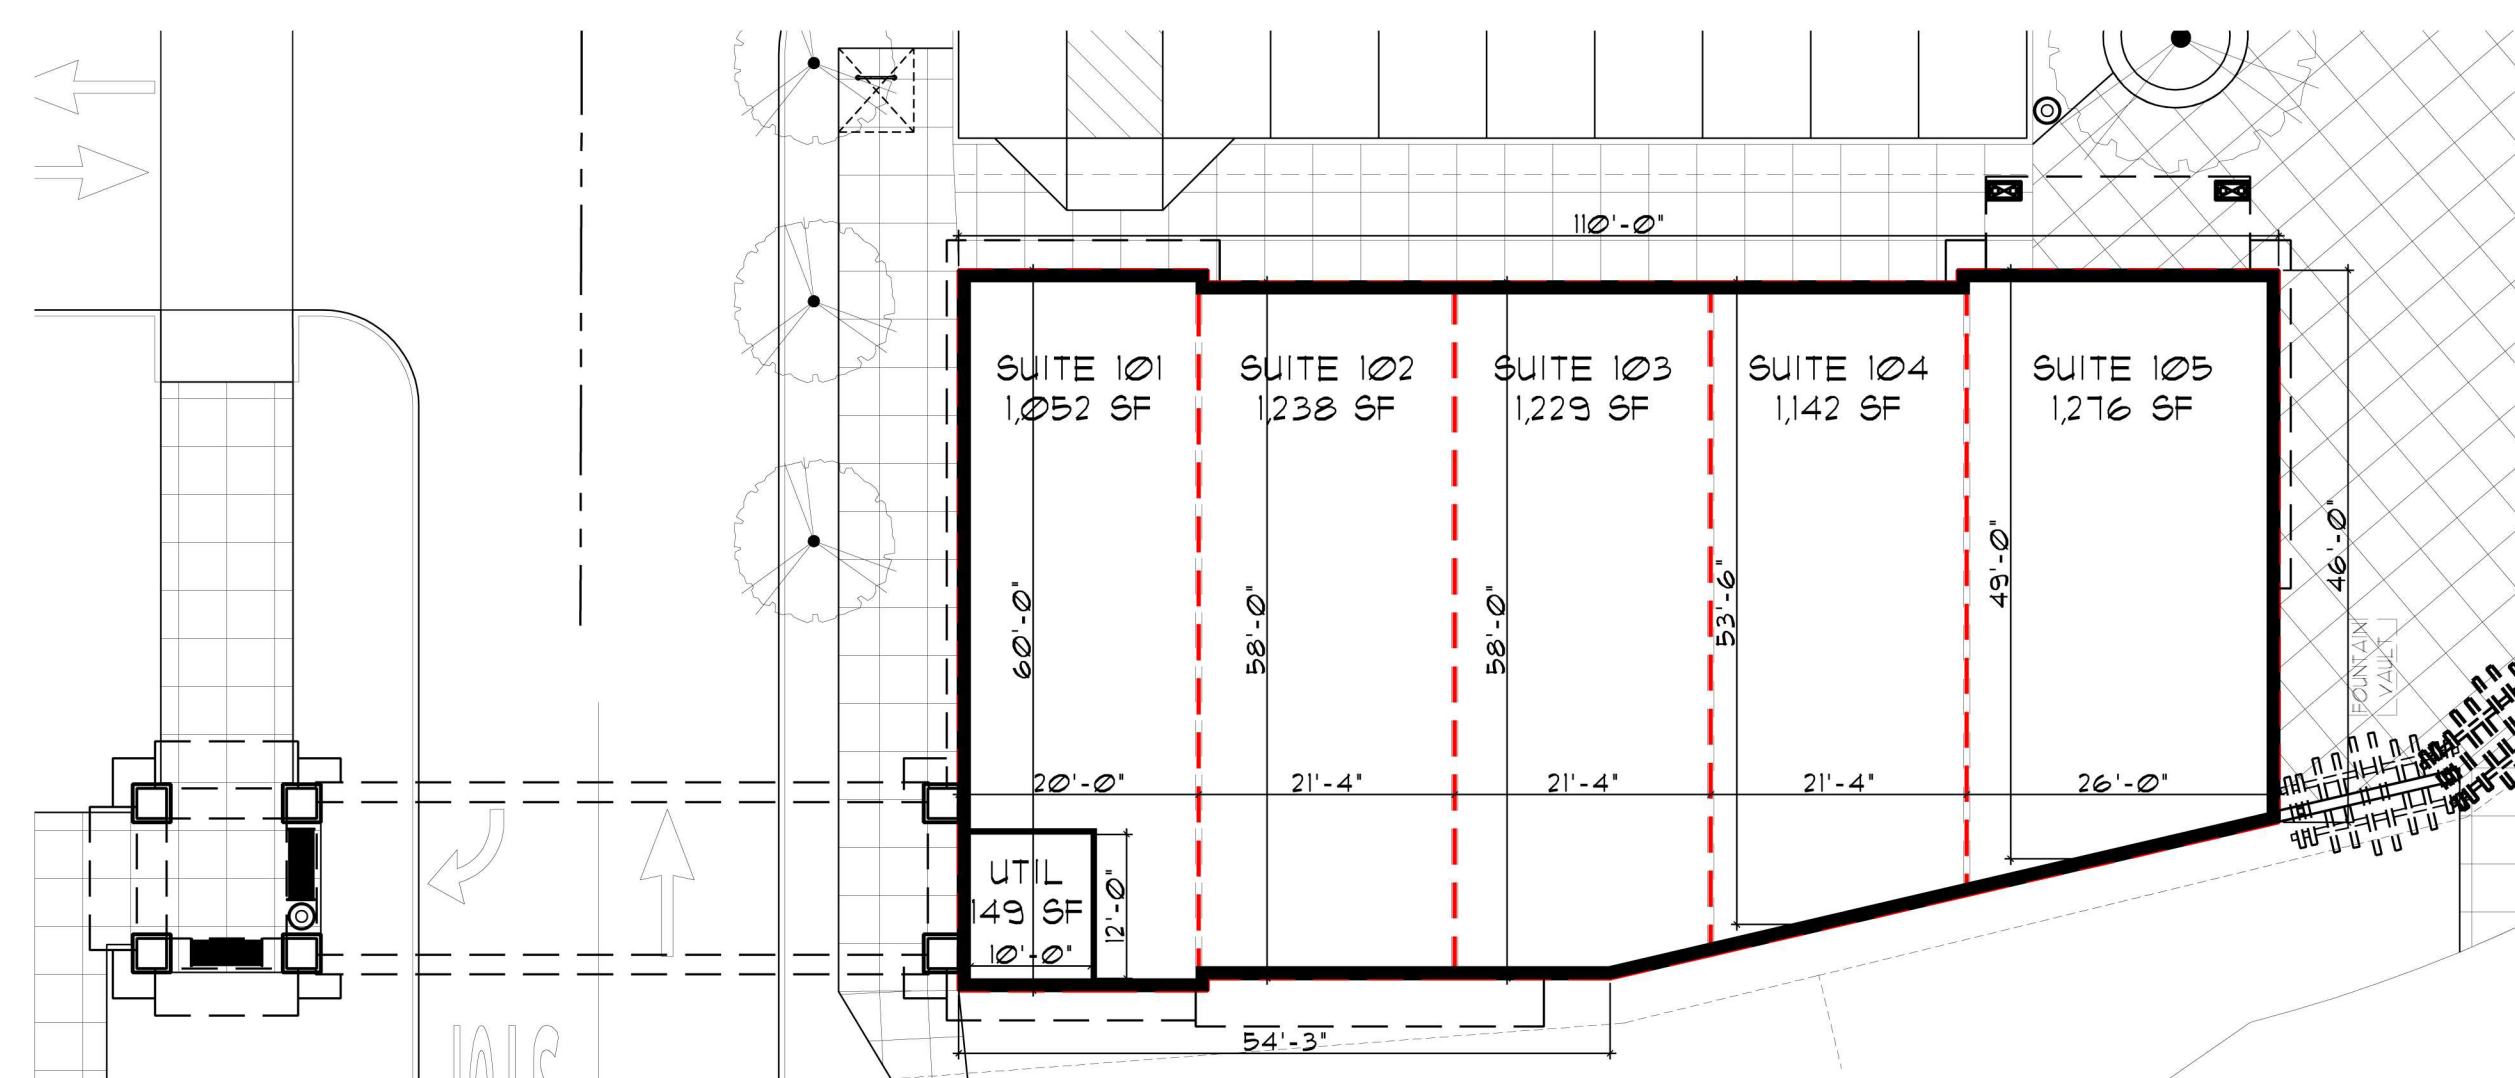 110'-0"
SUITE 101
1,052 SF
SUITE 102
1,238 SF
SUITE 103
1,229 SF
SUITE 104
1,142 SF
SUITE 105
1,276 SF
60'-0"
58'-0"
58'-0"
53'-6"
49'-0"
46'-0"
FOUNTAIN
VAULT
20'-0"
21'-4"
21'-4"
21'-4"
26'-0"
UTIL
149 SF
10'-0"
12'-0"
54'-3"